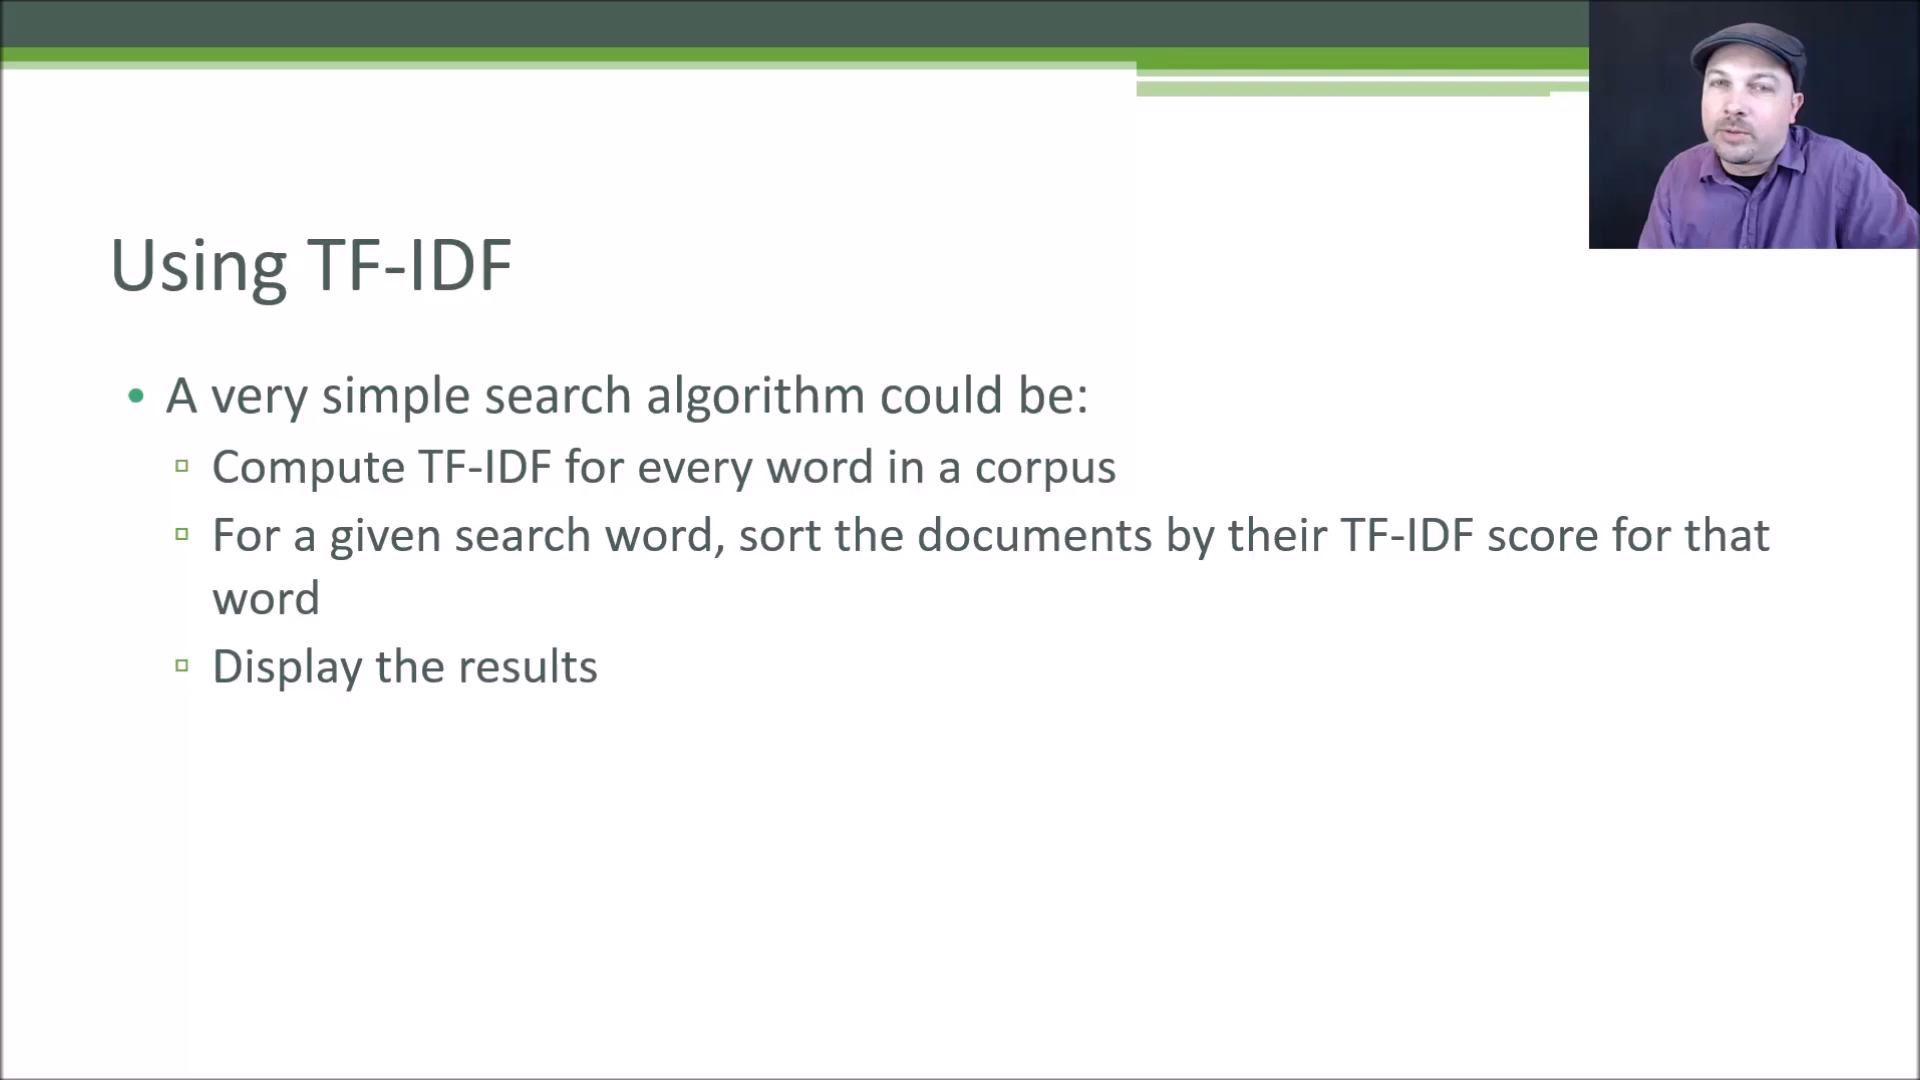 Using TF-IDF
• A very simple search algorithm could be:
▫ Compute TF-IDF for every word in a corpus
▫ For a given search word, sort the documents by their TF-IDF score for that
word
▫ Display the results